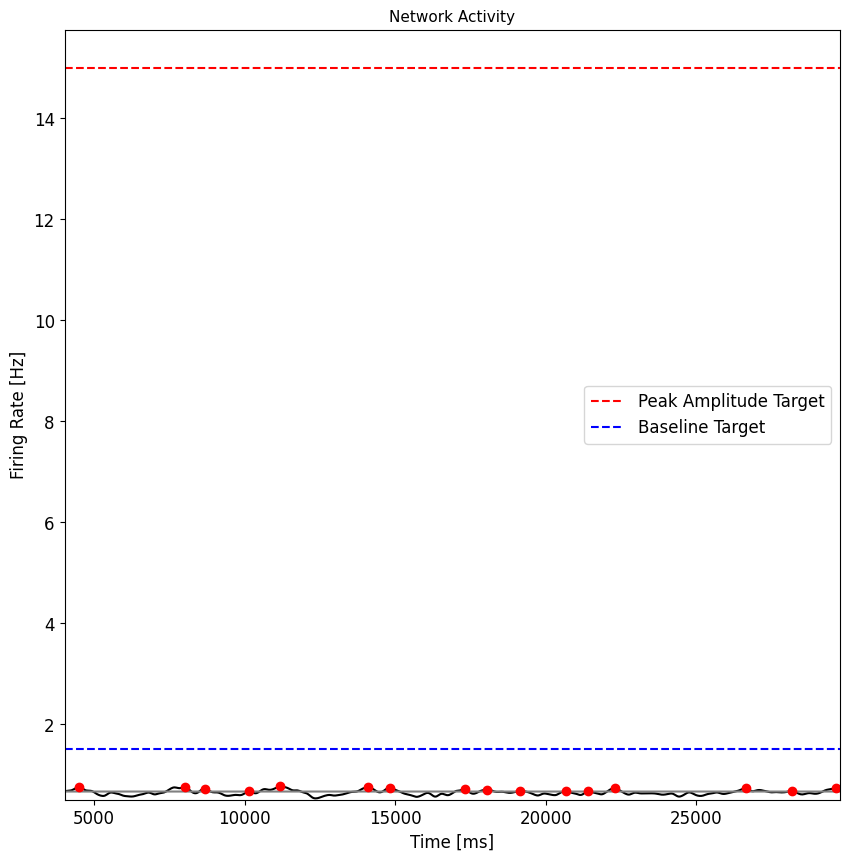 Network Activity
14
12
10
8
6
4
2
Firing Rate [Hz]
Peak Amplitude Target
Baseline Target
5000 10000 15000 20000 25000
Time [ms]